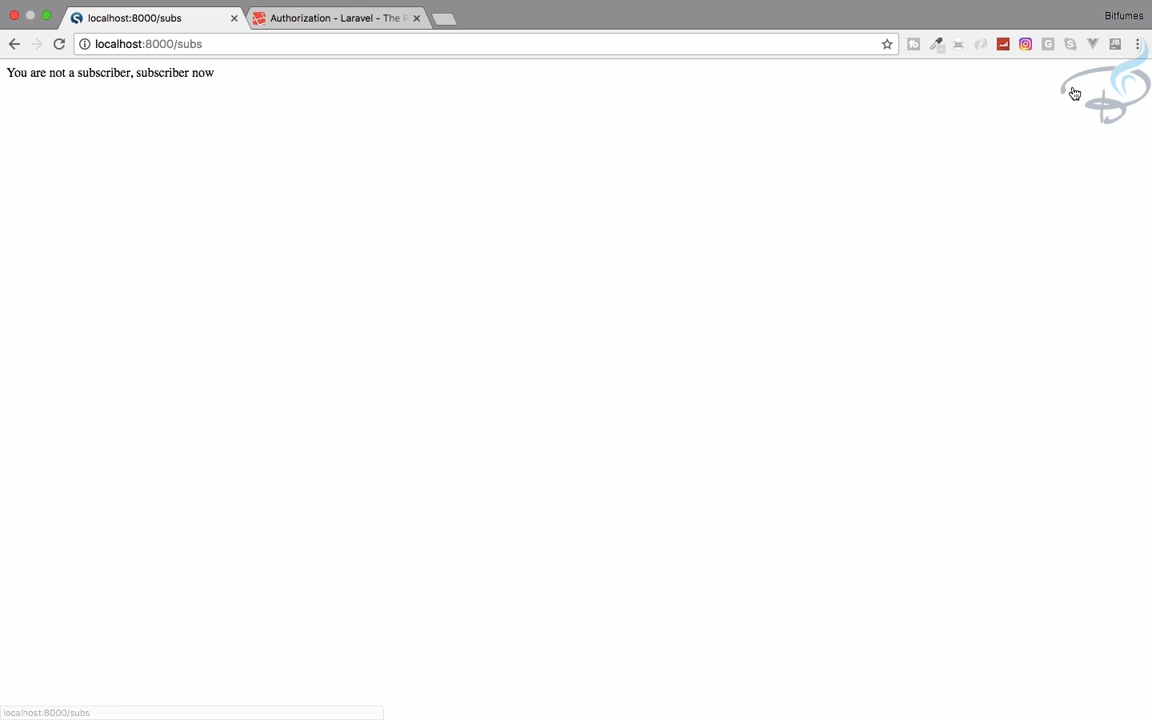 localhost:8000/subs
Authorization - Laravel - The P
Bitfumes
localhost:8000/subs
You are not a subscriber, subscriber now
localhost:8000/subs